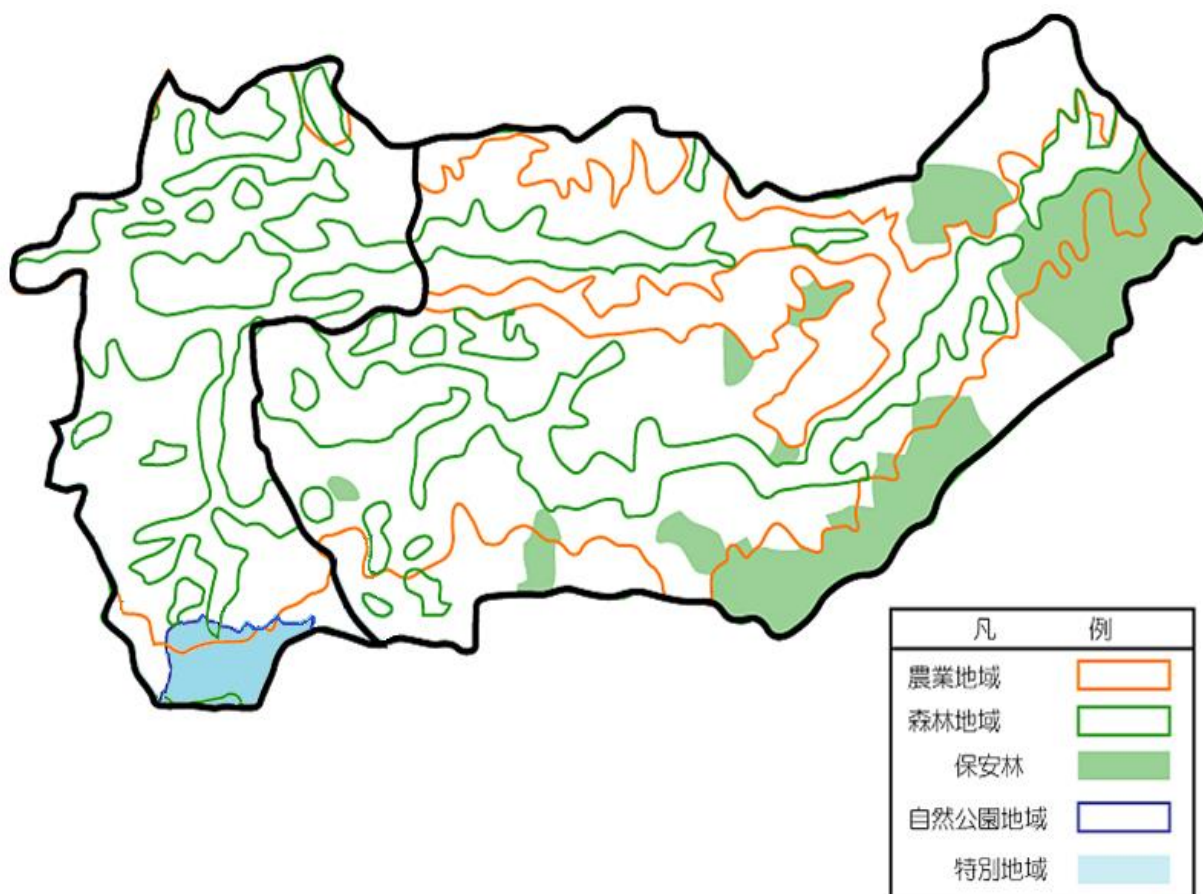 凡 例
農業地域
森林地域
保安林
自然公園地域
特別地域